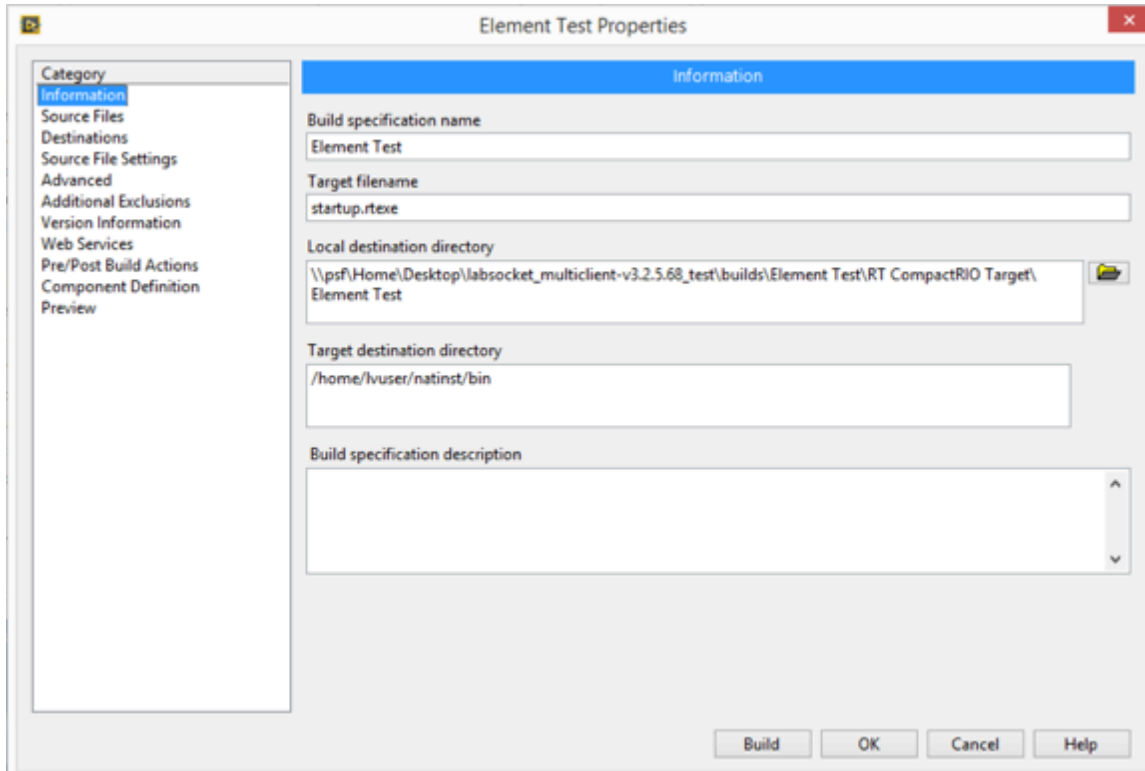 Element Test Properties
Category
Information
Source Files
Destinations
Source File Settings
Advanced
Additional Exclusions
Version Information
Web Services
Pre/Post Build Actions
Component Definition
Preview
Information
Build specification name
Element Test
Target filename
startup.rtexe
Local destination directory
\\psf\Home\Desktop\labsocket_multiclient-v3.2.5.68_test\builds\Element Test\RT CompactRIO Target\
Element Test
Target destination directory
/home/lvuser/natinst/bin
Build specification description
Build OK Cancel Help